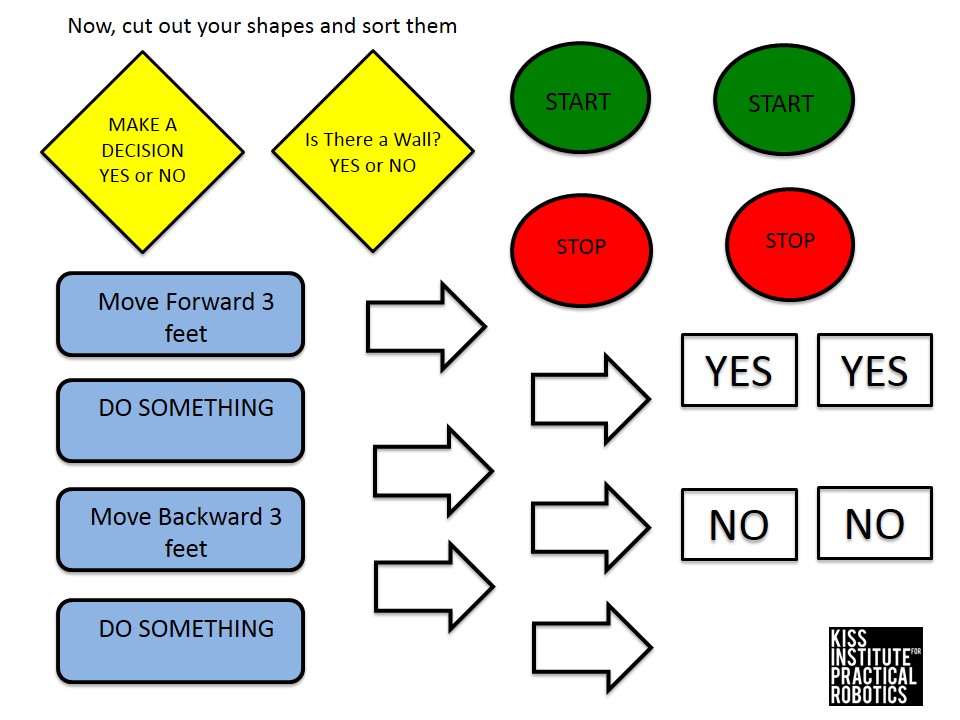 Now, cut out your shapes and sort them
MAKE A
DECISION
YES or NO
Is There a Wall?
YES or NO
START
START
STOP
STOP
Move Forward 3
feet
DO SOMETHING
Move Backward 3
feet
DO SOMETHING
YES
YES
NO
NO
KISS
INSTITUTE FOR
PRACTICAL
ROBOTICS